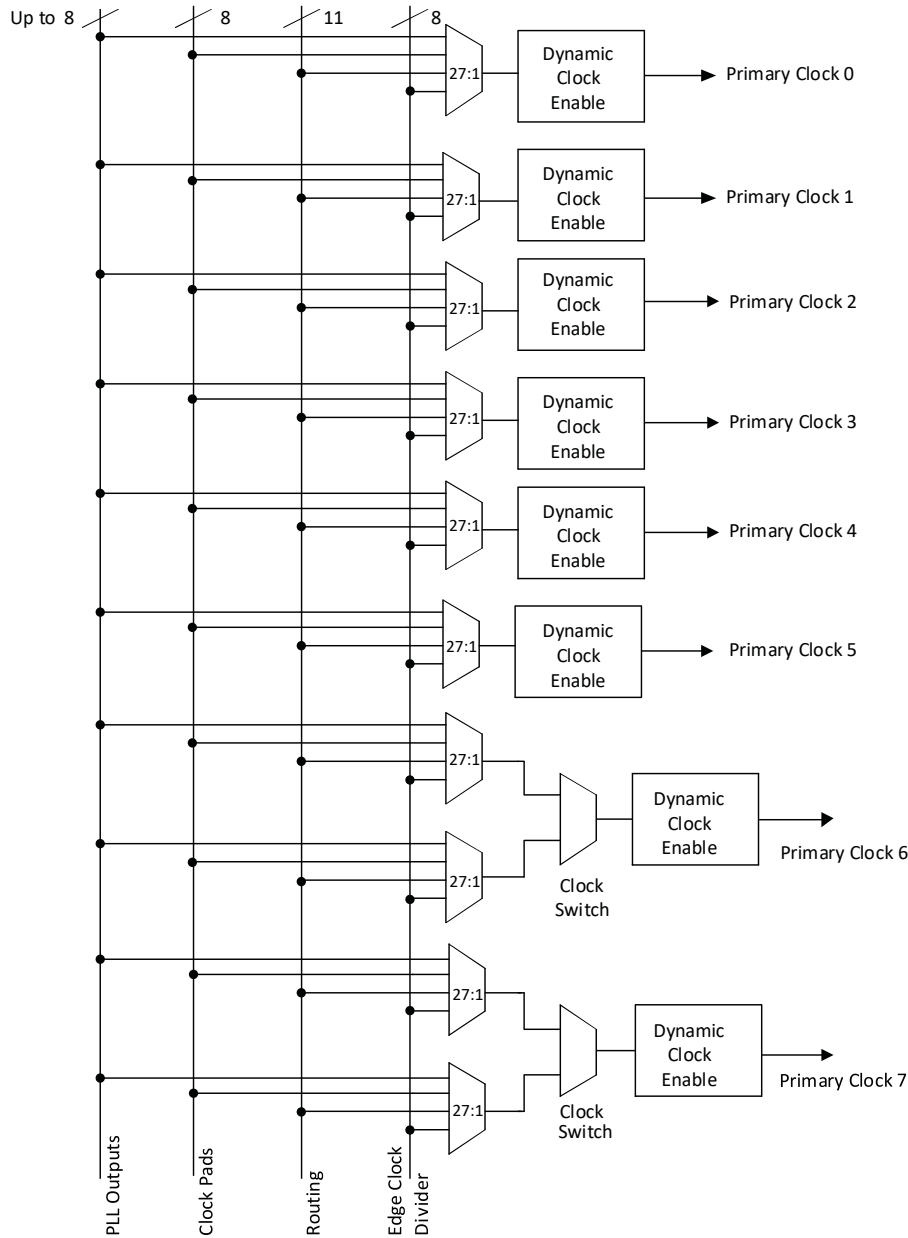 Up to 8 8 11 8
27:1
Dynamic
Clock
Enable
Primary Clock 0
27:1
Dynamic
Clock
Enable
Primary Clock 1
27:1
Dynamic
Clock
Enable
Primary Clock 2
27:1
Dynamic
Clock
Enable
Primary Clock 3
27:1
Dynamic
Clock
Enable
Primary Clock 4
27:1
Dynamic
Clock
Enable
Primary Clock 5
27:1
27:1
Clock
Switch
Dynamic
Clock
Enable
Primary Clock 6
27:1
27:1
Clock
Switch
Dynamic
Clock
Enable
Primary Clock 7
PLL Outputs
Clock Pads
Routing
Edge Clock
Divider